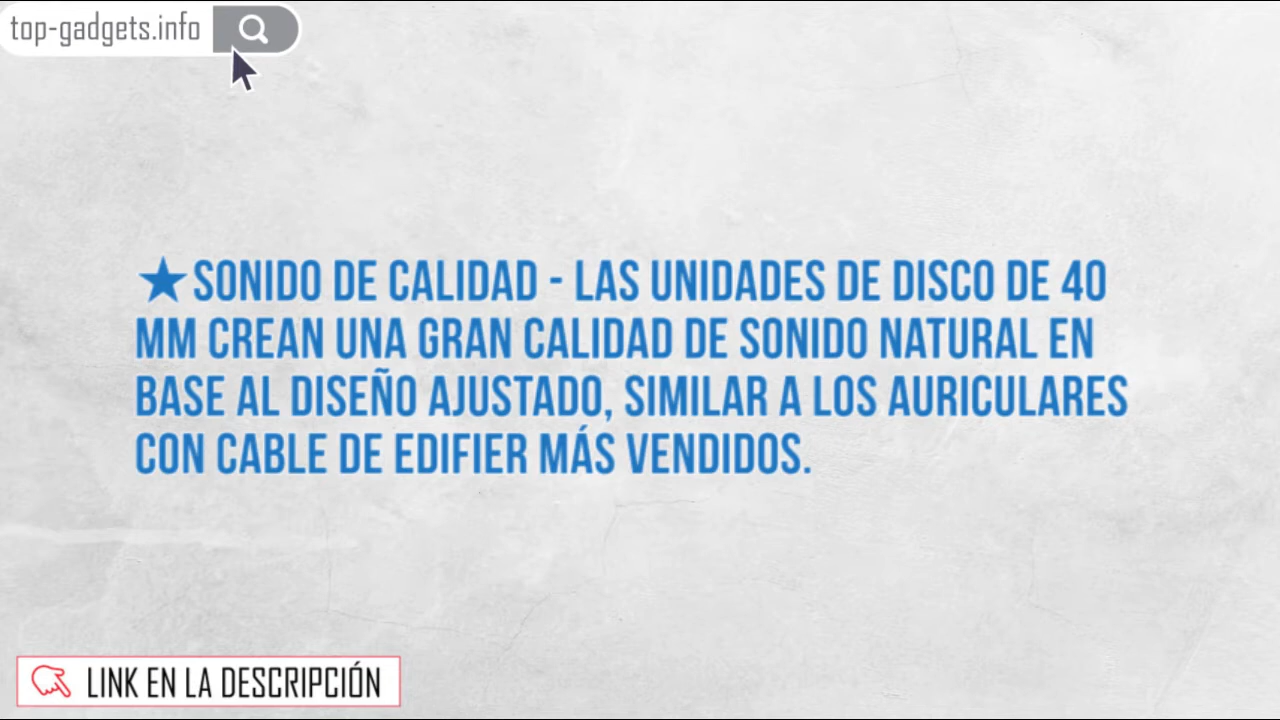 top-gadgets.info
★SONIDO DE CALIDAD - LAS UNIDADES DE DISCO DE 40
MM CREAN UNA GRAN CALIDAD DE SONIDO NATURAL EN
BASE AL DISEÑO AJUSTADO, SIMILAR A LOS AURICULARES
CON CABLE DE EDIFIER MÁS VENDIDOS.
LINK EN LA DESCRIPCIÓN